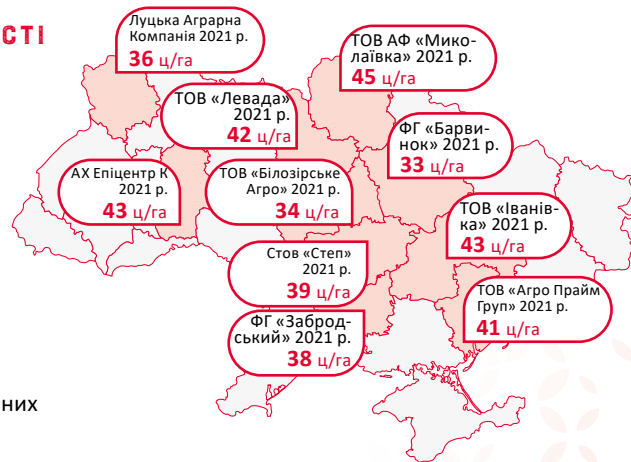 СТІ
Луцька Аграрна
Компанія 2021 р.
36 ц/га
ТОВ АФ «Мико-
лаївка» 2021 р.
45 ц/га
ТОВ «Левада»
2021 р.
42 ц/га
ФГ «Барви-
нок» 2021 р.
33 ц/га
АХ Епіцентр К
2021 р.
43 ц/га
ТОВ «Білозірське
Агро» 2021 р.
34 ц/га
ТОВ «Іванів-
ка» 2021 р.
43 ц/га
Стов «Степ»
2021 р.
39 ц/га
ТОВ «Агро Прайм
Груп» 2021 р.
41 ц/га
ФГ «Заброд-
ський» 2021 р.
38 ц/га
них